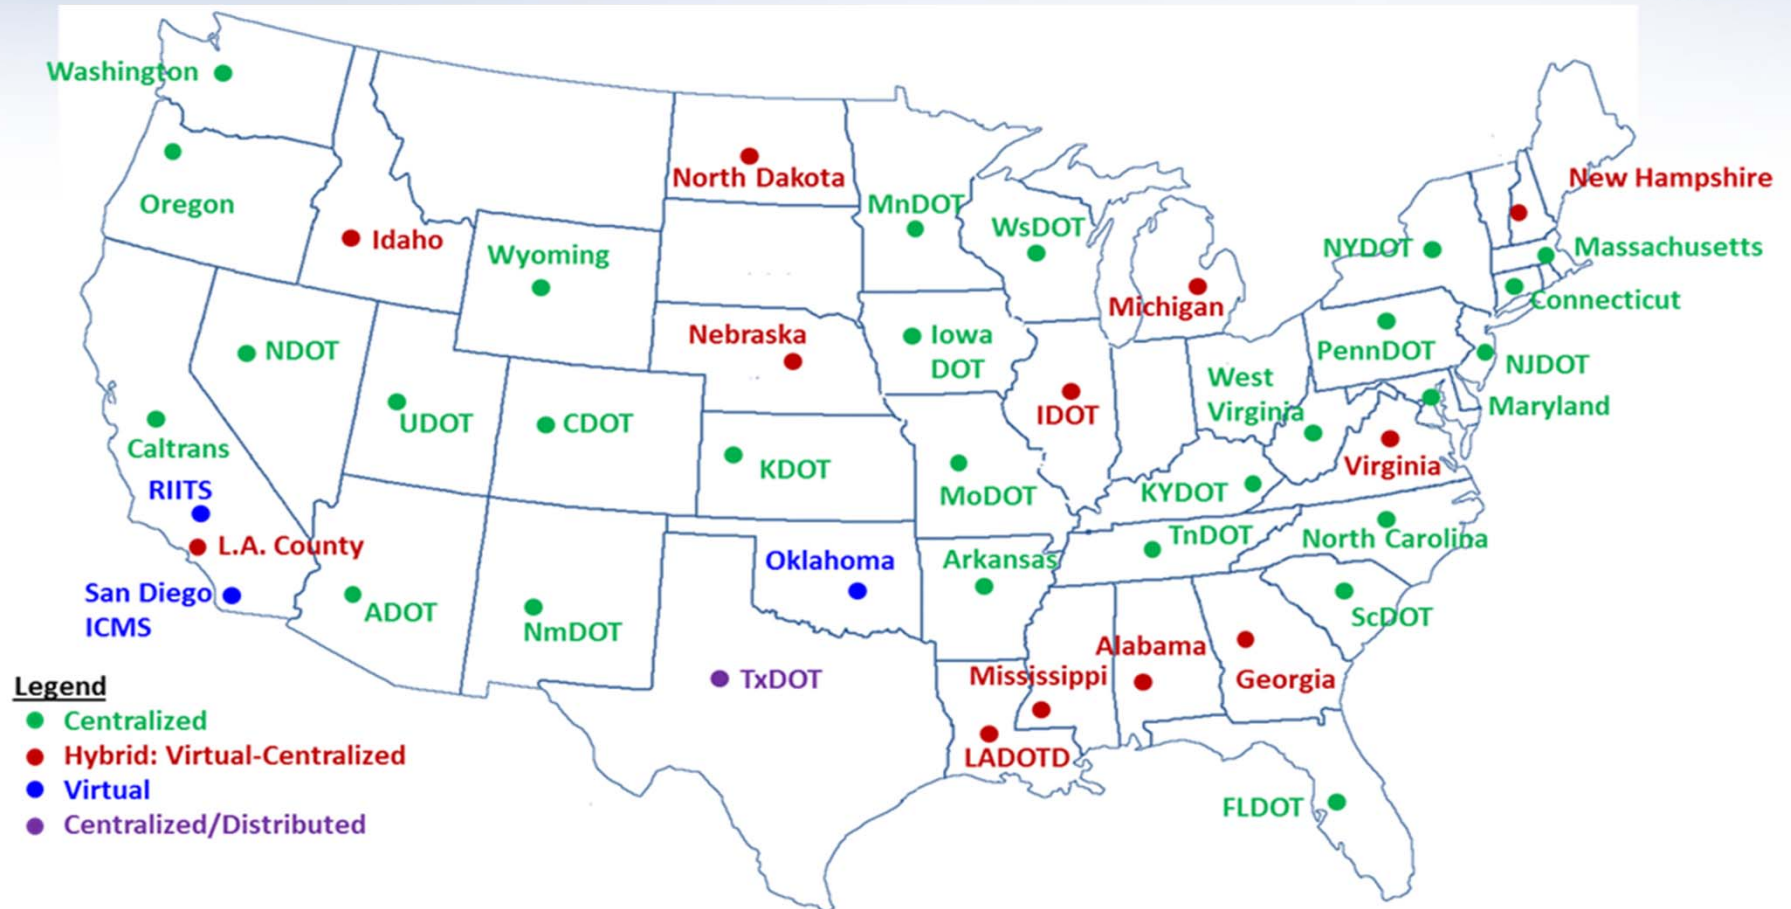 Washington
Oregon
Idaho
North Dakota
MnDOT
WsDOT
New Hampshire
NYDOT
Massachusetts
Connecticut
Wyoming
Michigan
Nebraska
Iowa
DOT
NDOT
PennDOT
NJDOT
Maryland
West
Virginia
IDOT
UDOT
CDOT
Caltrans
KDOT
MoDOT
KYDOT
Virginia
RIITS
L.A. County
San Diego
ICMS
ADOT
NmDOT
Oklahoma
Arkansas
TnDOT
North Carolina
ScDOT
TxDOT
Mississippi
Alabama
Georgia
LADOTD
FLDOT
Legend
Centralized
Hybrid: Virtual-Centralized
Virtual
Centralized/Distributed